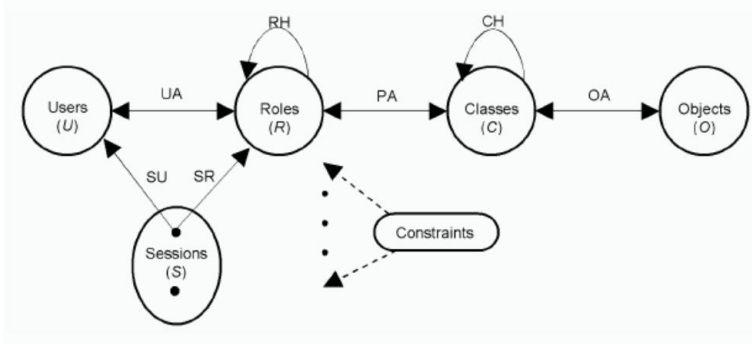 RH
CH
Users
(U)
UA
Roles
(R)
PA
Classes
(C)
OA
Objects
(O)
SU
SR
Sessions
(S)
Constraints